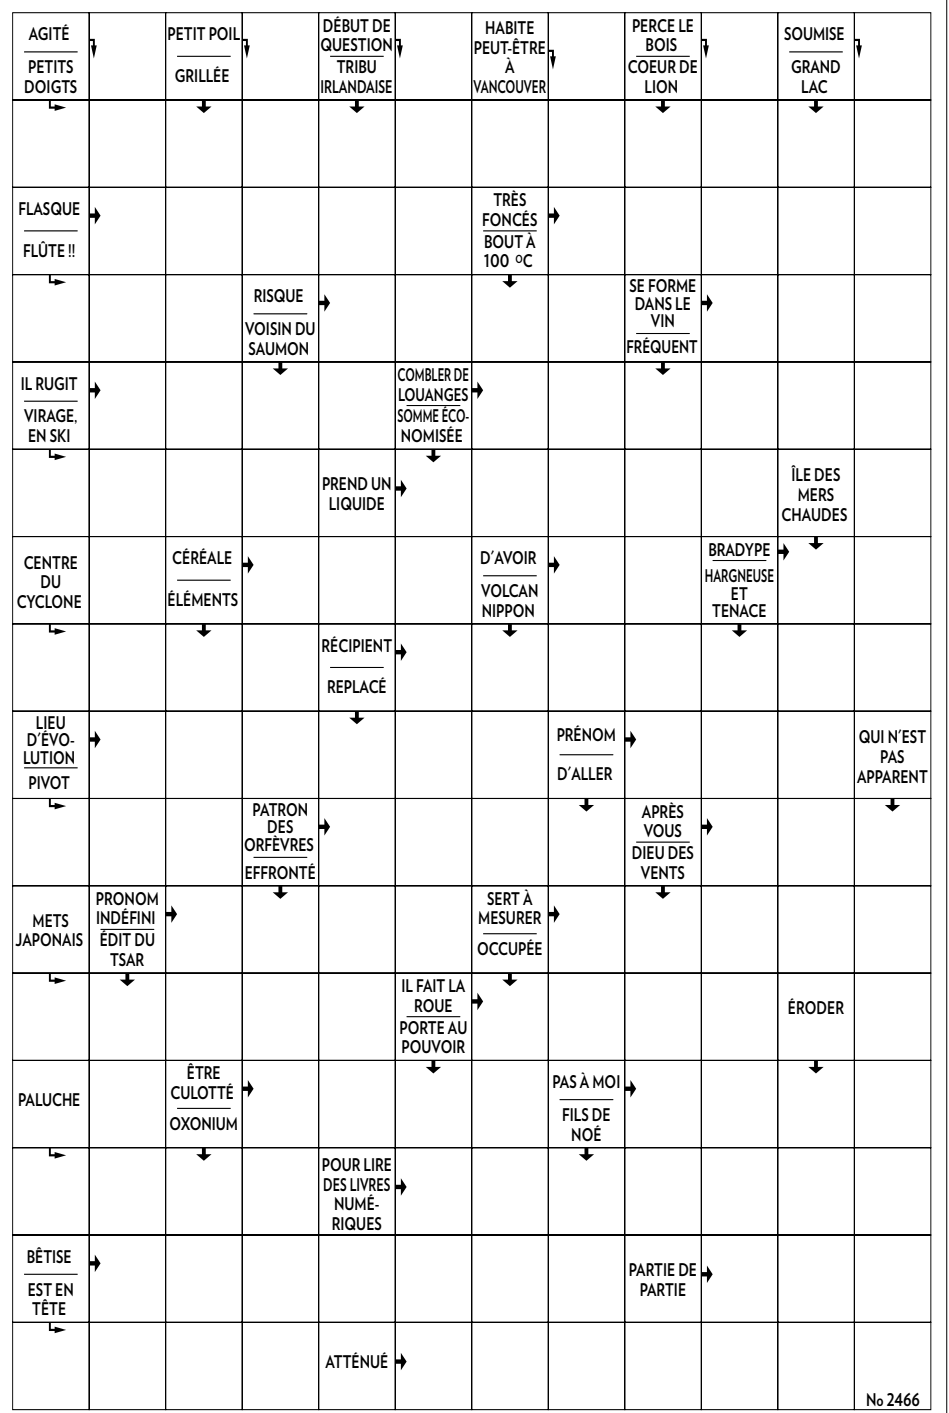 AGITÉ
PETITS
DOIGTS
PETIT POIL
GRILLÉE
DÉBUT DE
QUESTION
TRIBU
IRLANDAISE
HABITE
PEUT-ÊTRE
À
VANCOUVER
PERCE LE
BOIS
COEUR DE
LION
SOUMISE
GRAND
LAC
FLASQUE
FLÛTE !!
TRÈS
FONCÉS
BOUT À
100 ºC
RISQUE
VOISIN DU
SAUMON
SE FORME
DANS LE
VIN
FRÉQUENT
IL RUGIT
VIRAGE,
EN SKI
COMBLER DE
LOUANGES
SOMME ÉCO-
NOMISÉE
PREND UN
LIQUIDE
ÎLE DES
MERS
CHAUDES
CENTRE
DU
CYCLONE
CÉRÉALE
ÉLÉMENTS
D'AVOIR
VOLCAN
NIPPON
BRADYPE
HARGNEUSE
ET
TENACE
RÉCIPIENT
REPLACÉ
LIEU
D'ÉVO-
LUTION
PIVOT
PRÉNOM
D'ALLER
QUI N'EST
PAS
APPARENT
PATRON
DES
ORFÈVRES
EFFRONTÉ
APRÈS
VOUS
DIEU DES
VENTS
METS
JAPONAIS
PRONOM
INDÉFINI
ÉDIT DU
TSAR
SERT À
MESURER
OCCUPÉE
IL FAIT LA
ROUE
PORTE AU
POUVOIR
ÉRODER
PALUCHE
ÊTRE
CULOTTÉ
OXONIUM
PAS À MOI
FILS DE
NOÉ
POUR LIRE
DES LIVRES
NUMÉ-
RIQUES
BÊTISE
EST EN
TÊTE
PARTIE DE
PARTIE
ATTÉNUÉ
No 2466